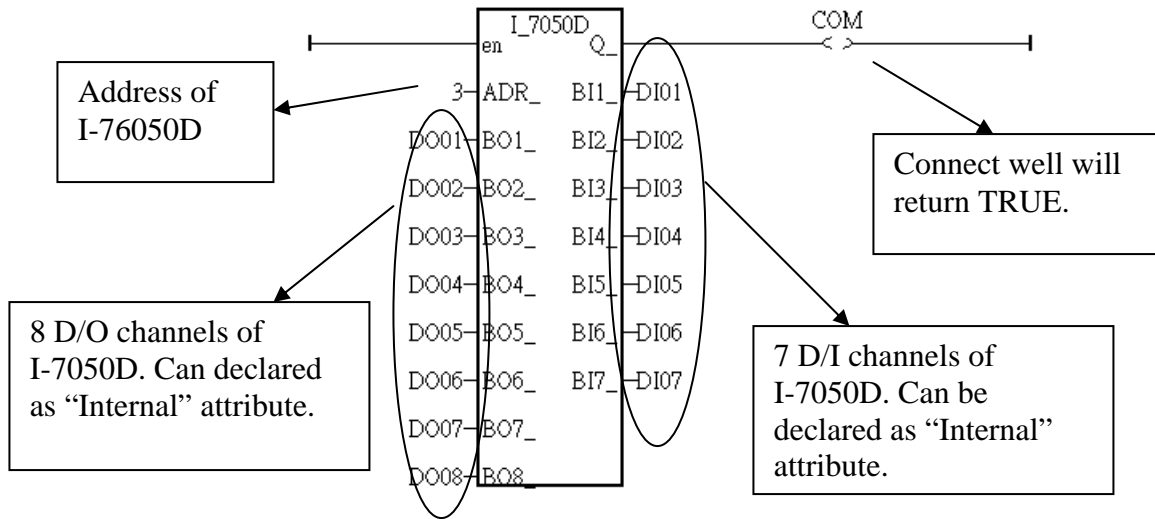 I_7050D
COM
en Q_
Address of
I-76050D
3 ADR_ BI1_ DI01
DO01 BO1_ BI2_ DI02
DO02 BO2_ BI3_ DI03
DO03 BO3_ BI4_ DI04
DO04 BO4_ BI5_ DI05
DO05 BO5_ BI6_ DI06
DO06 BO6_ BI7_ DI07
DO07 BO7_
DO08 BO8_
Connect well will
return TRUE.
8 D/O channels of
I-7050D. Can declared
as “Internal” attribute.
7 D/I channels of
I-7050D. Can be
declared as “Internal”
attribute.